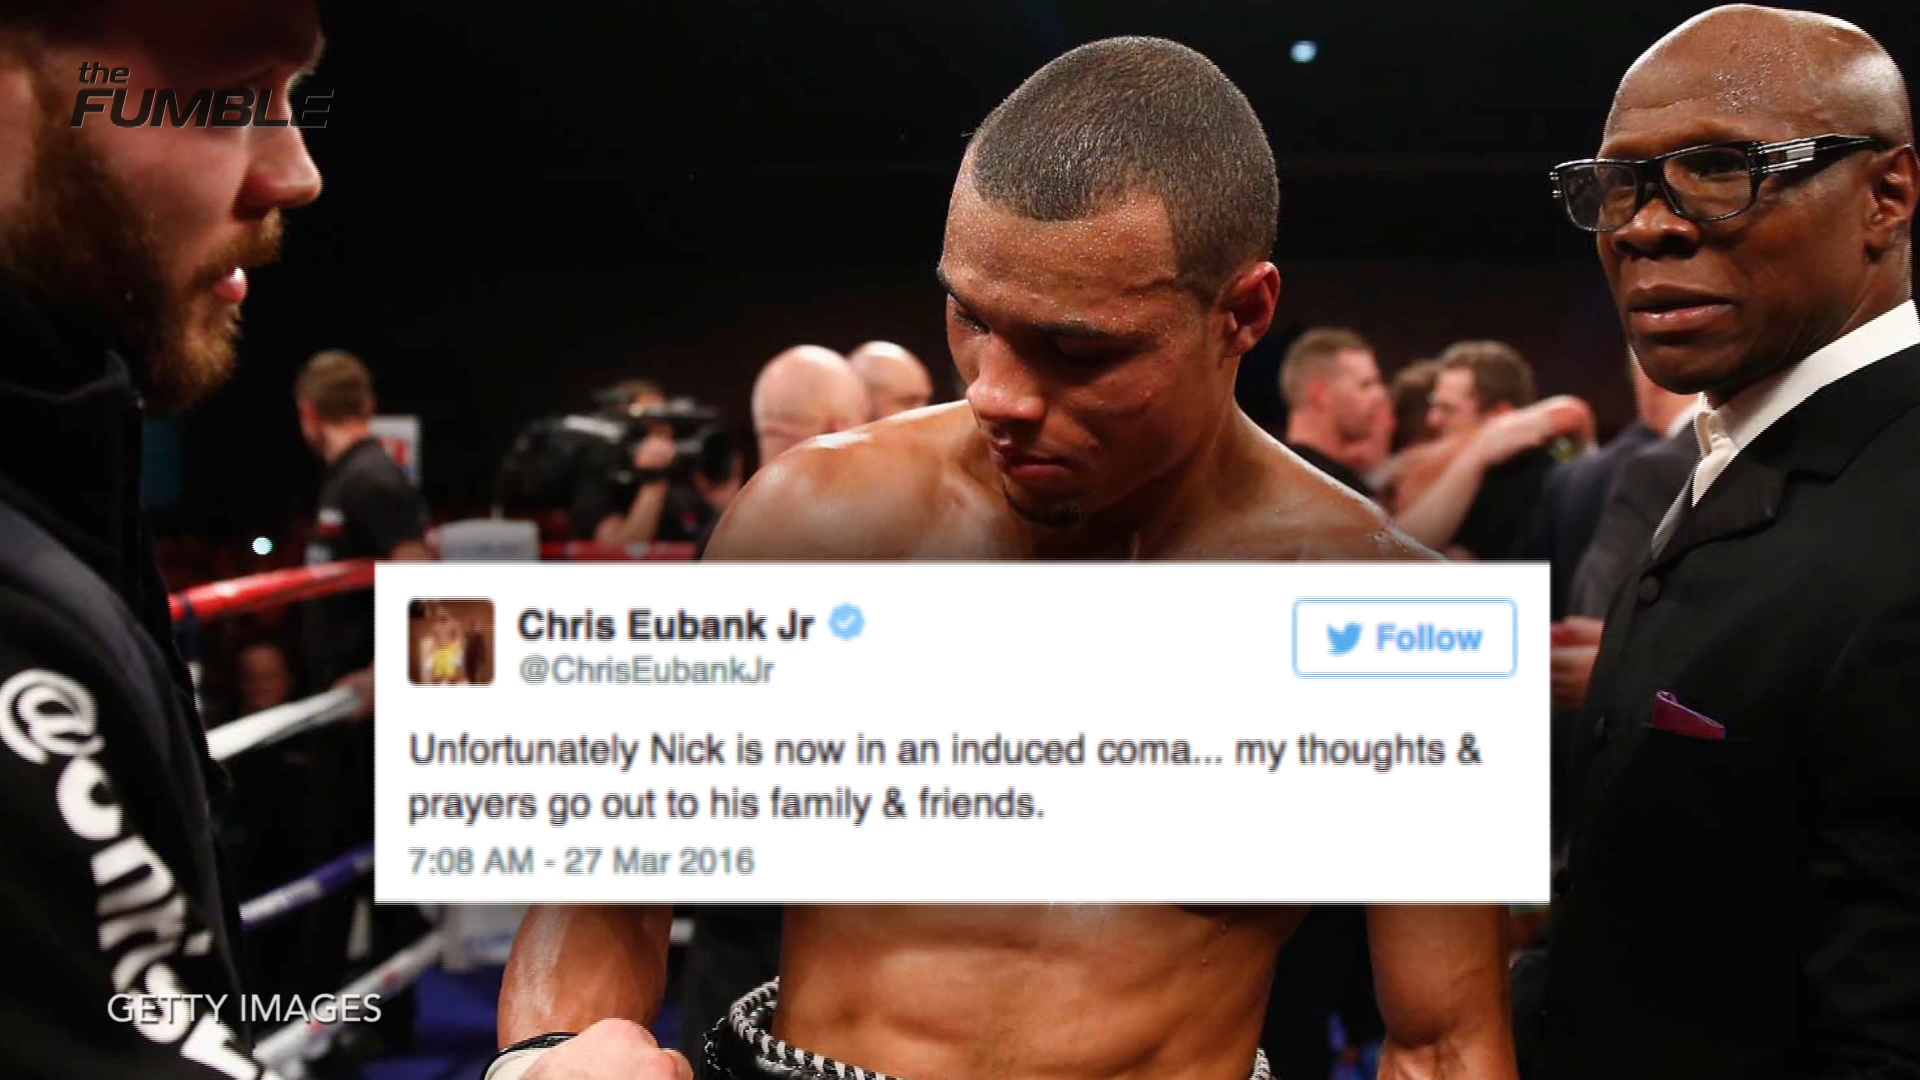 the
FUMBLE
Chris Eubank Jr
@ChrisEubankJr
Follow
Unfortunately Nick is now in an induced coma... my thoughts &
prayers go out to his family & friends.
7:08 AM - 27 Mar 2016
GETTY IMAGES